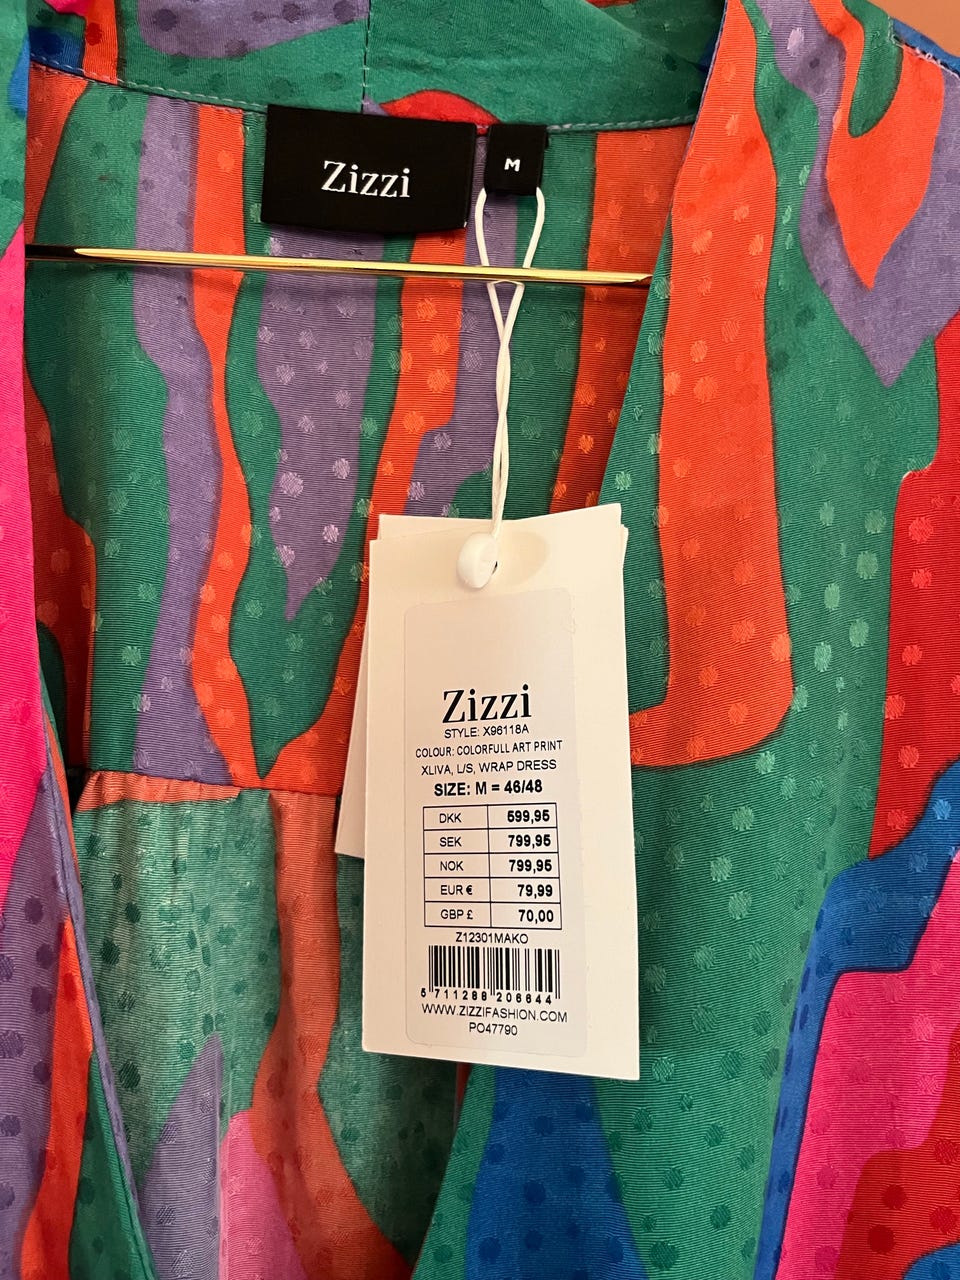 Zizzi
M
Zizzi
STYLE: X96118A
COLOUR: COLORFULL ART PRINT
XLIVA, L/S, WRAP DRESS
SIZE: M = 46/48
DKK 599,95
SEK 799,95
NOK 799,95
EUR € 79,99
GBP £ 70,00
Z12301MAKO
5 711288 206644
WWW.ZIZZIFASHION.COM
PO47790